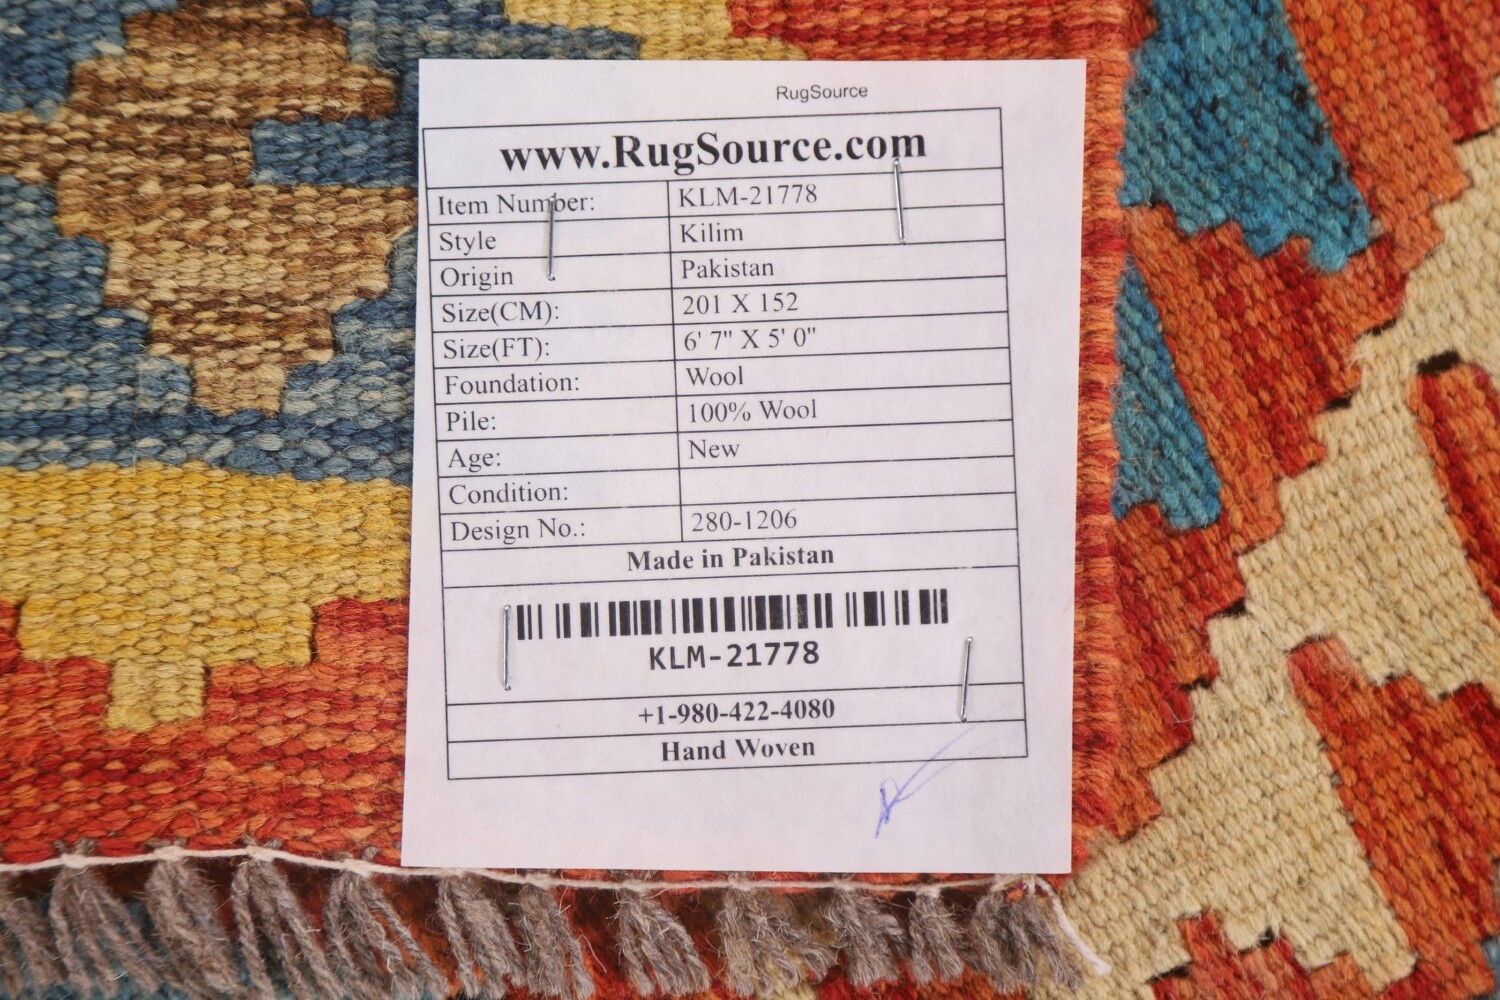 RugSource
www.RugSource.com
Item Number: KLM-21778
Style Kilim
Origin Pakistan
Size(CM): 201 X 152
Size(FT): 6' 7" X 5' 0"
Foundation: Wool
Pile: 100% Wool
Age: New
Condition:
Design No.: 280-1206
Made in Pakistan
KLM-21778
+1-980-422-4080
Hand Woven